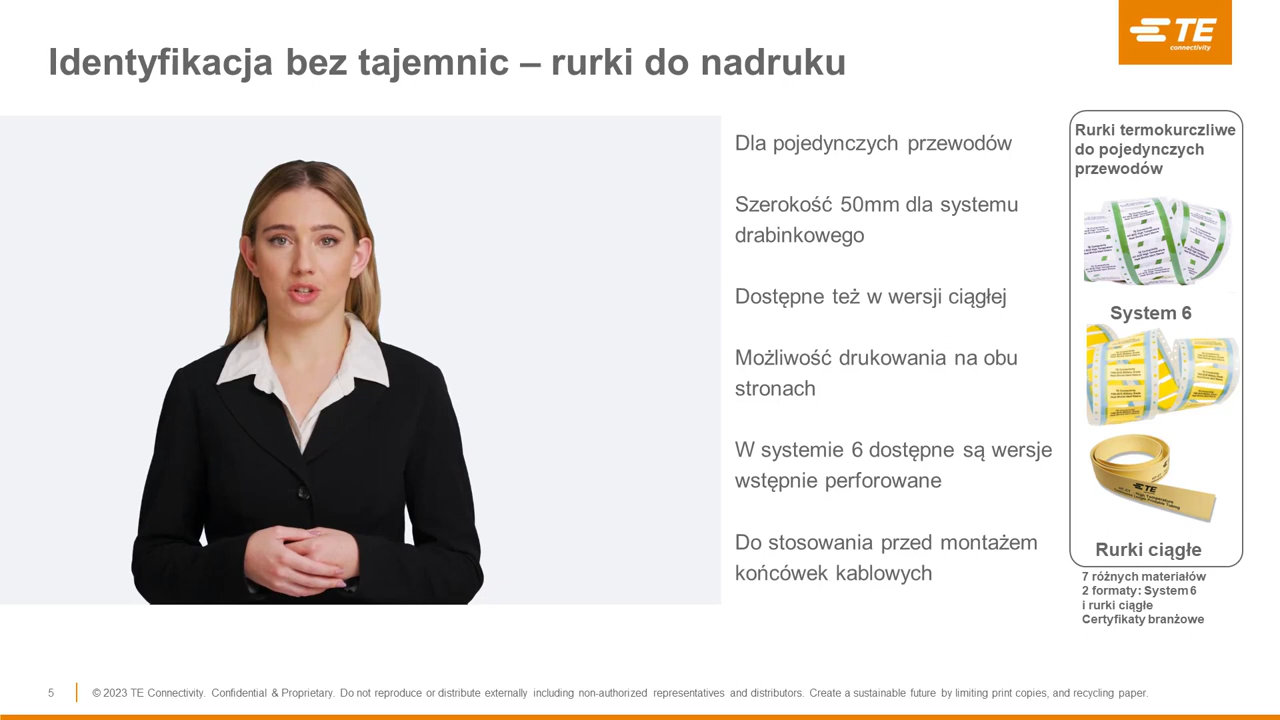 Identyfikacja bez tajemnic – rurki do nadruku
TE
connectivity
Dla pojedynczych przewodów
Szerokość 50mm dla systemu
drabinkowego
Dostępne też w wersji ciągłej
Możliwość drukowania na obu
stronach
W systemie 6 dostępne są wersje
wstępnie perforowane
Do stosowania przed montażem
końcówek kablowych
Rurki termokurczliwe
do pojedynczych
przewodów
System 6
TE
Rurki ciągłe
7 różnych materiałów
2 formaty: System 6
i rurki ciągłe
Certyfikaty branżowe
5
© 2023 TE Connectivity. Confidential & Proprietary. Do not reproduce or distribute externally including non-authorized representatives and distributors. Create a sustainable future by limiting print copies, and recycling paper.